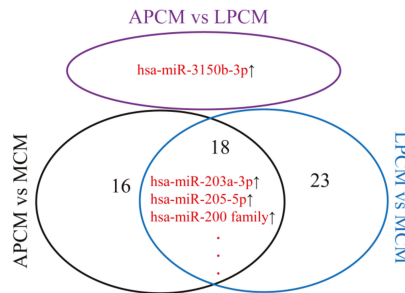 APCM vs LPCM
hsa-miR-3150b-3p↑
APCM vs MCM
LPCM vs MCM
18
16
23
hsa-miR-203a-3p↑
hsa-miR-205-5p↑
hsa-miR-200 family↑
.
.
.
.